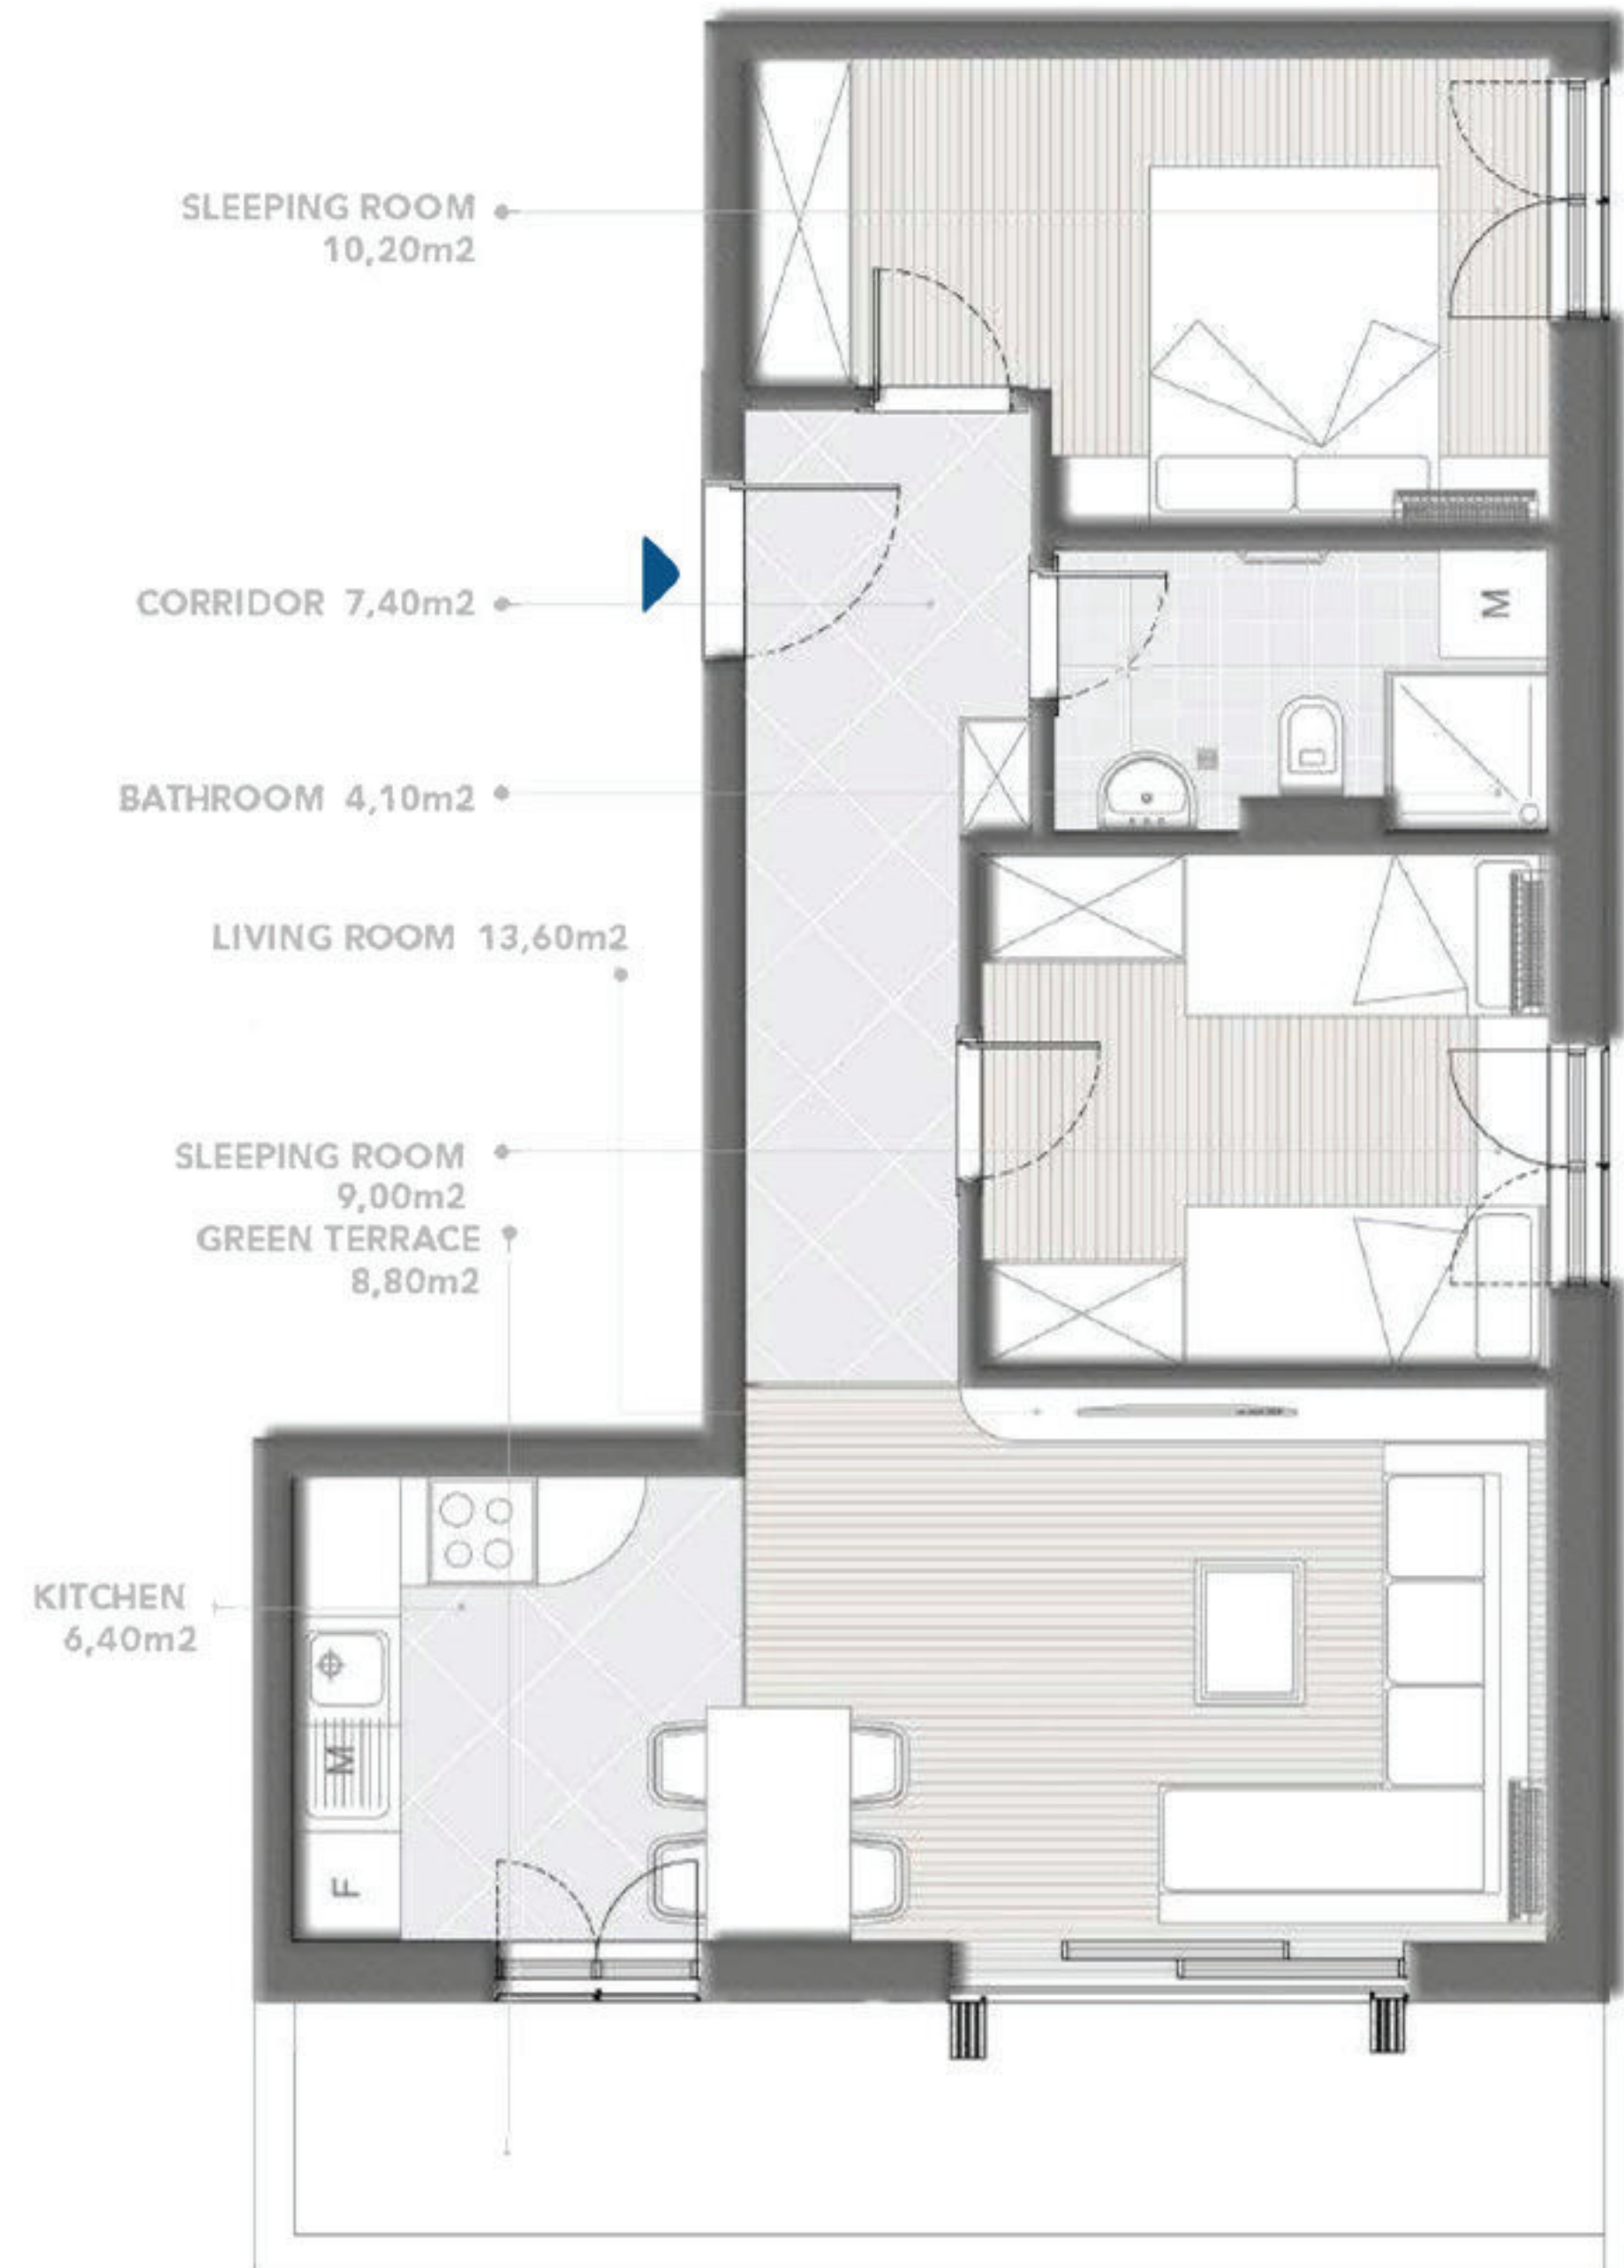 SLEEPING ROOM
10,20m2
CORRIDOR 7,40m2
M
BATHROOM 4,10m2
LIVING ROOM 13,60m2
SLEEPING ROOM
9,00m2
GREEN TERRACE
8,80m2
KITCHEN
6,40m2
M
F